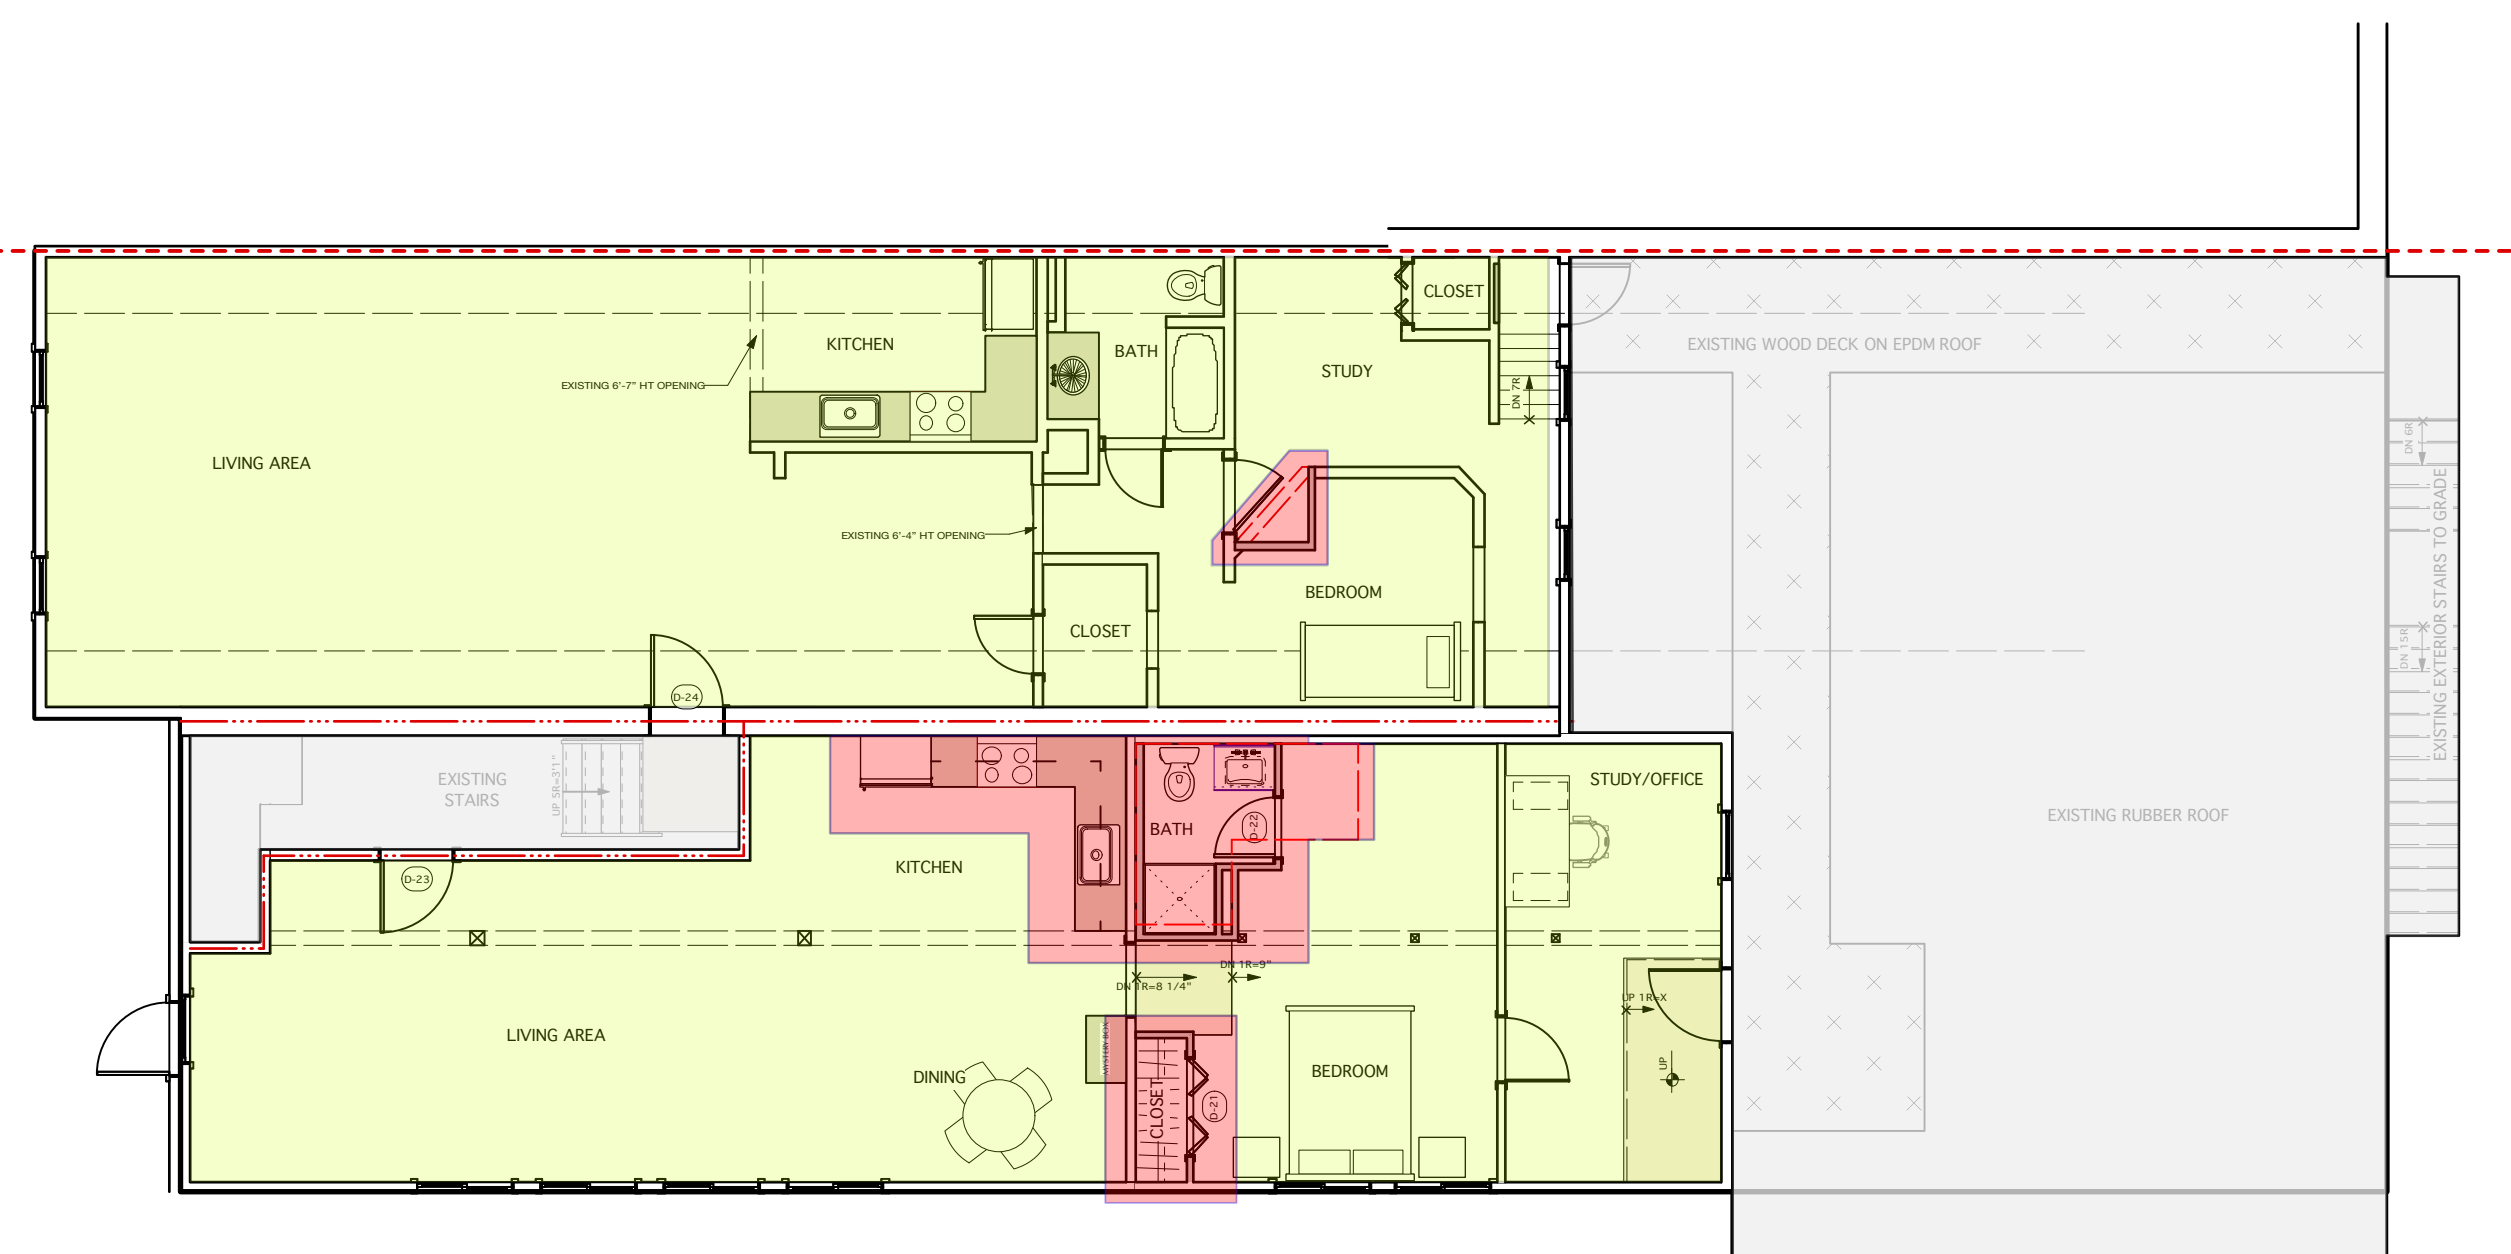 KITCHEN
BATH
CLOSET
STUDY
EXISTING WOOD DECK ON EPDM ROOF
EXISTING 6'-7" HT OPENING
DN 7R
LIVING AREA
DN 6R
EXISTING 6'-4" HT OPENING
BEDROOM
CLOSET
DN 15R
EXISTING EXTERIOR STAIRS TO GRADE
D-24
EXISTING
STAIRS
UP 5R=3'1"
STUDY/OFFICE
BATH
D-22
EXISTING RUBBER ROOF
KITCHEN
D-23
DN 1R=9"
DN 1R=8 1/4"
UP 1R=X
LIVING AREA
MYSTERY BOX
UP
DINING
BEDROOM
CLOSET
D-21